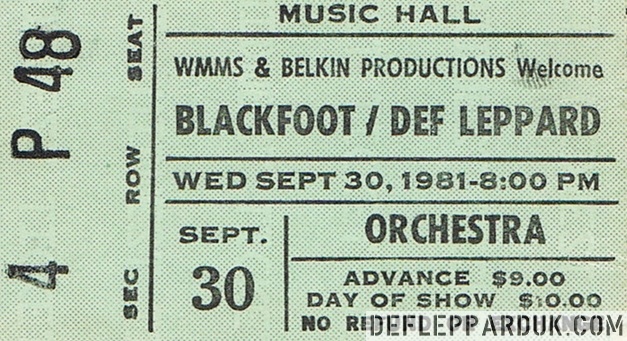 MUSIC HALL
WMMS & BELKIN PRODUCTIONS Welcome
BLACKFOOT / DEF LEPPARD
WED SEPT 30, 1981-8:00 PM
SEPT.
30
ORCHESTRA
ADVANCE $9.00
DAY OF SHOW $10.00
NO
DEFLEPPARDUK.COM
SEC ROW SEAT
4 P 48